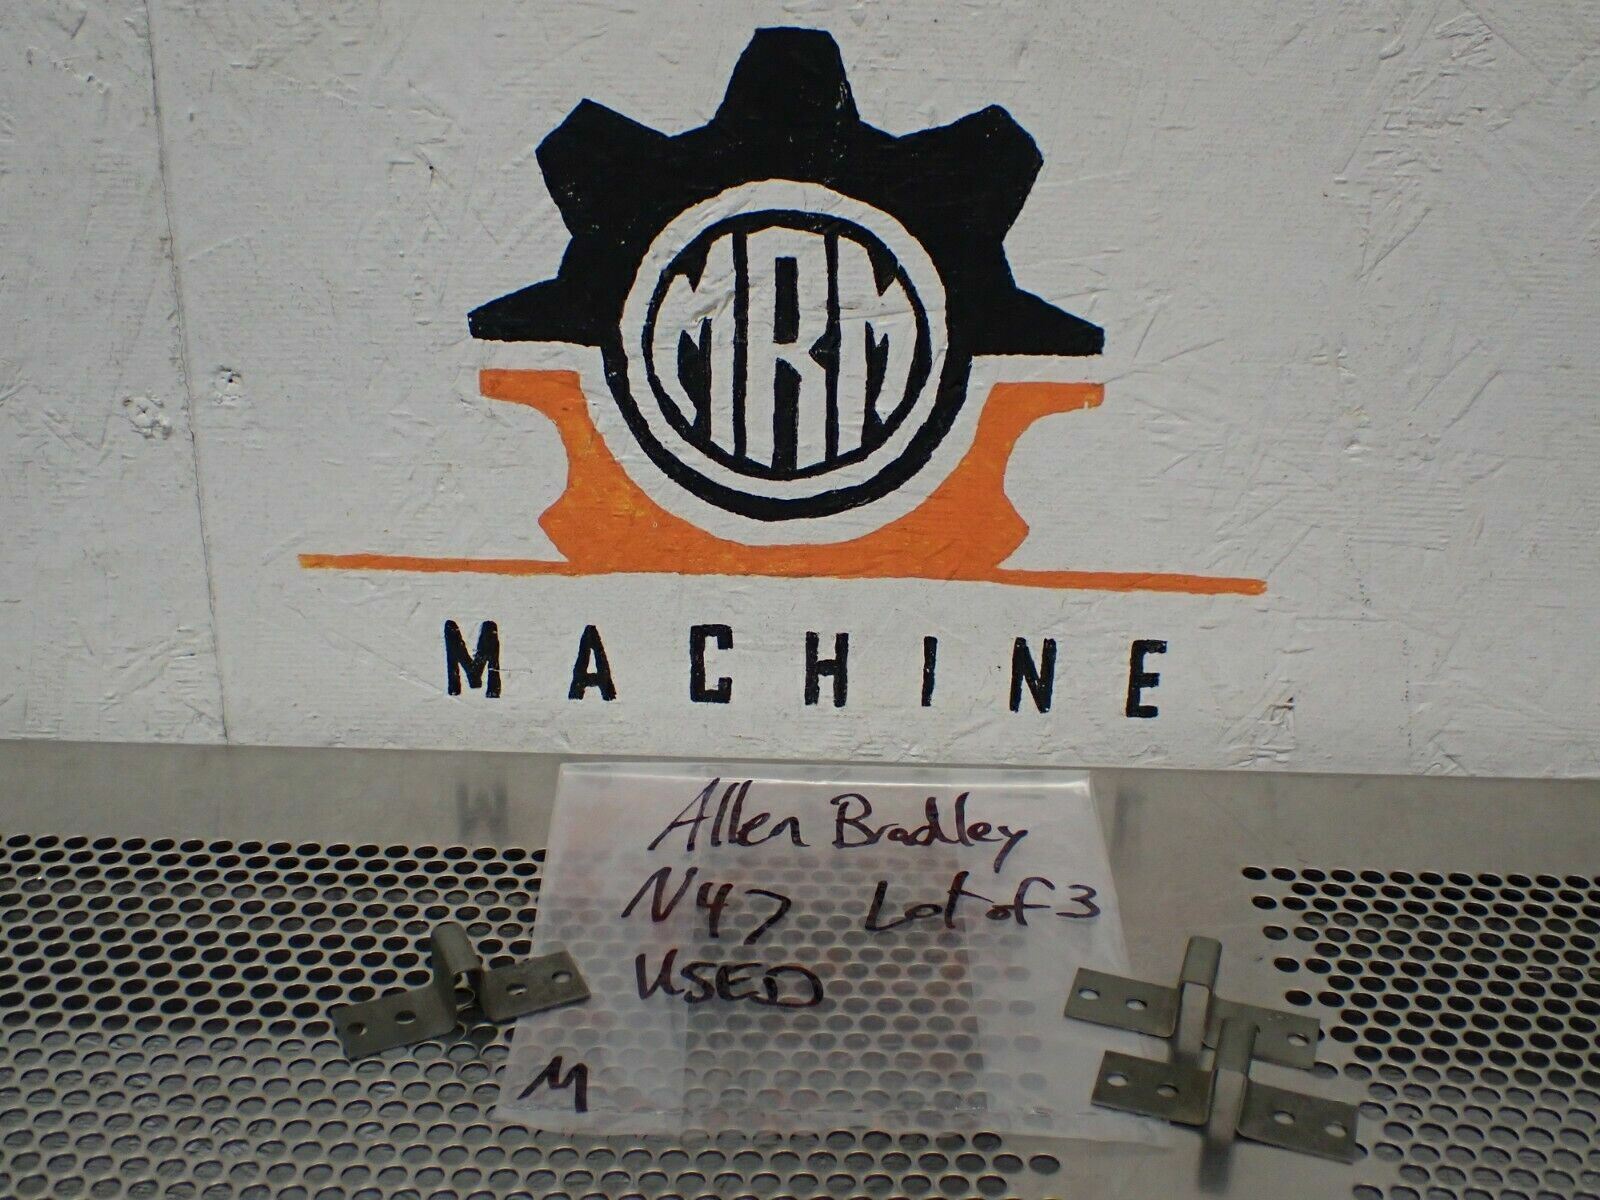 MRM
MACHINE
Allen Bradley
N47 Lot of 3
USED
M